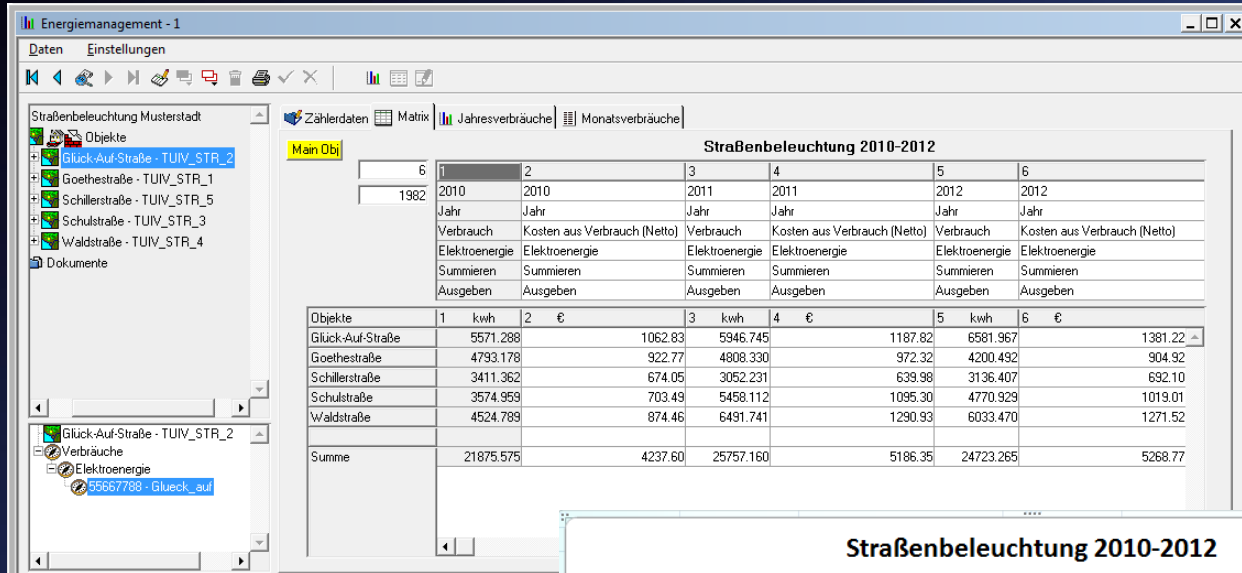 Energiemanagement - 1
Daten Einstellungen
Straßenbeleuchtung Musterstadt
Objekte
Glück-Auf-Straße - TUIV_STR_2
Goethestraße - TUIV_STR_1
Schillerstraße - TUIV_STR_5
Schulstraße - TUIV_STR_3
Waldstraße - TUIV_STR_4
Dokumente
Glück-Auf-Straße - TUIV_STR_2
Verbräuche
Elektroenergie
55667788 - Glueck_auf
Zählerdaten Matrix Jahresverbräuche Monatsverbräuche
Main Obj
Straßenbeleuchtung 2010-2012
6 1 2 3 4 5 6
1982 2010 2010 2011 2011 2012 2012
Jahr Jahr Jahr Jahr Jahr Jahr
Verbrauch Kosten aus Verbrauch (Netto) Verbrauch Kosten aus Verbrauch (Netto) Verbrauch Kosten aus Verbrauch (Netto)
Elektroenergie Elektroenergie Elektroenergie Elektroenergie Elektroenergie Elektroenergie
Summieren Summieren Summieren Summieren Summieren Summieren
Ausgeben Ausgeben Ausgeben Ausgeben Ausgeben Ausgeben
Objekte 1 kwh 2 € 3 kwh 4 € 5 kwh 6 €
Glück-Auf-Straße 5571.288 1062.83 5946.745 1187.82 6581.967 1381.22
Goethestraße 4793.178 922.77 4808.330 972.32 4200.492 904.92
Schillerstraße 3411.362 674.05 3052.231 639.98 3136.407 692.10
Schulstraße 3574.959 703.49 5458.112 1095.30 4770.929 1019.01
Waldstraße 4524.789 874.46 6491.741 1290.93 6033.470 1271.52
Summe 21875.575 4237.60 25757.160 5186.35 24723.265 5268.77
Straßenbeleuchtung 2010-2012